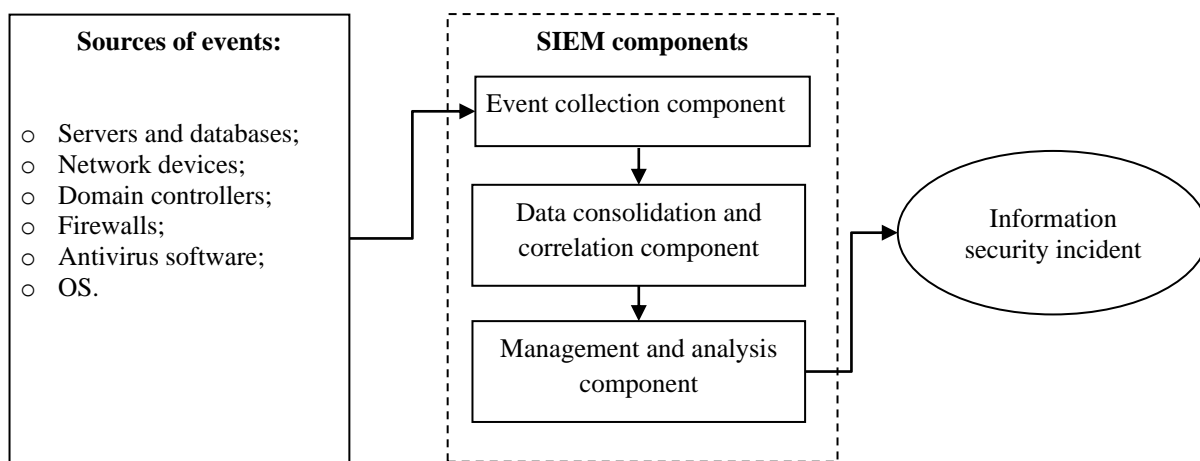 Sources of events:
o Servers and databases;
o Network devices;
o Domain controllers;
o Firewalls;
o Antivirus software;
o OS.
SIEM components
Event collection component
Data consolidation and
correlation component
Management and analysis
component
Information
security incident